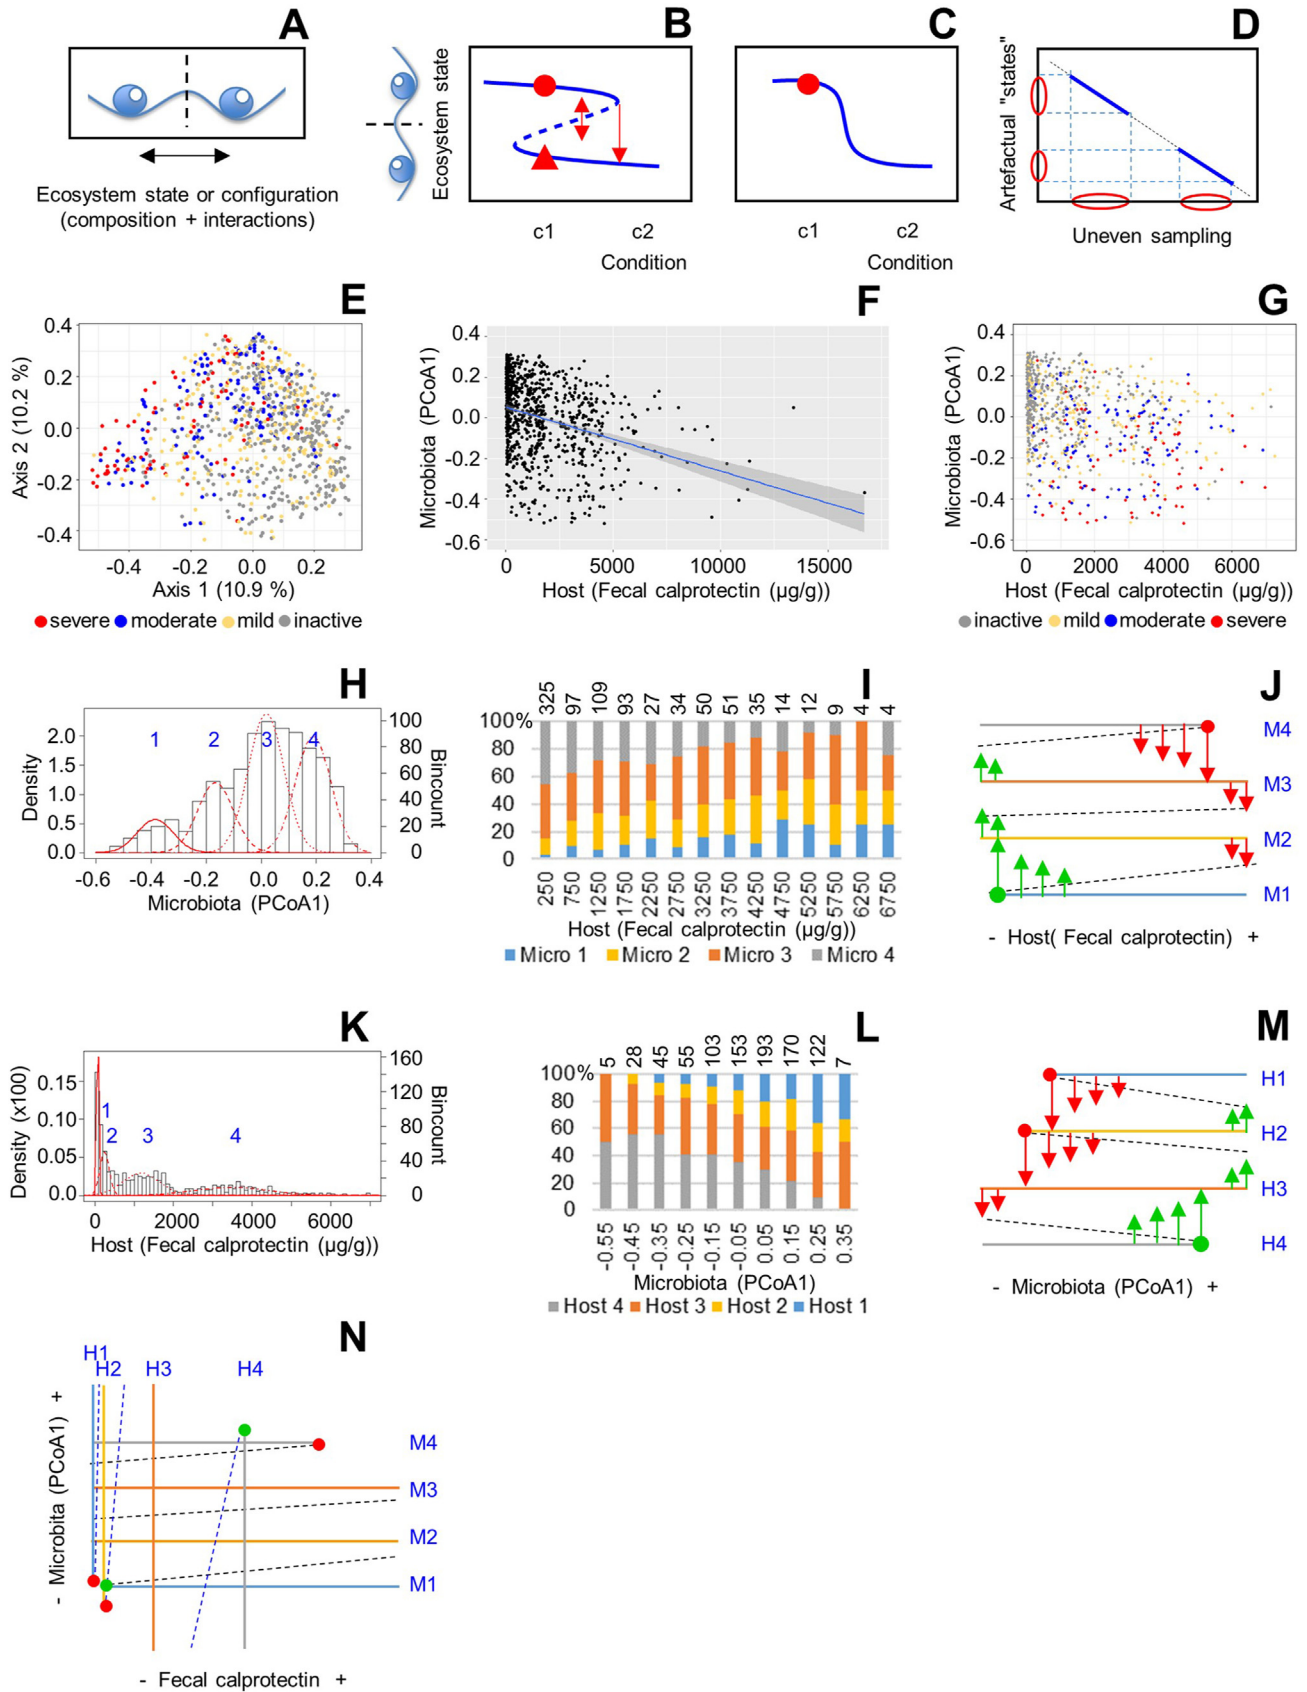 A
Ecosystem state or configuration
(composition + interactions)
B
Ecosystem state
c1 c2
Condition
C
c1 c2
Condition
D
Artefactual "states"
Uneven sampling
E
Axis 2 (10.2 %)
0.4
0.2
0.0
-0.2
-0.4
-0.4 -0.2 0.0 0.2
Axis 1 (10.9 %)
severe moderate mild inactive
F
Microbiota (PCoA1)
0.4
0.2
0.0
-0.2
-0.4
-0.6
0 5000 10000 15000
Host (Fecal calprotectin (µg/g))
G
Microbiota (PCoA1)
0.4
0.2
0.0
-0.2
-0.4
-0.6
0 2000 4000 6000
Host (Fecal calprotectin (µg/g))
inactive mild moderate severe
H
Density
2.0
1.5
1.0
0.5
0.0
1 2 3 4
100
80
60
40
20
0
Bincount
-0.6 -0.4 -0.2 0.0 0.2 0.4
Microbiota (PCoA1)
I
325 97 109 93 27 34 50 51 35 14 12 9 4 4
100%
80
60
40
20
0
250 750 1250 1750 2250 2750 3250 3750 4250 4750 5250 5750 6250 6750
Host (Fecal calprotectin (µg/g))
Micro 1 Micro 2 Micro 3 Micro 4
J
M4
M3
M2
M1
- Host( Fecal calprotectin) +
K
Density (x100)
0.15
0.10
0.05
0.0
1
2 3 4
160
120
80
40
0
Bincount
0 2000 4000 6000
Host (Fecal calprotectin (µg/g))
L
5 28 45 55 103 153 193 170 122 7
100%
80
60
40
20
0
-0.55 -0.45 -0.35 -0.25 -0.15 -0.05 0.05 0.15 0.25 0.35
Microbiota (PCoA1)
Host 4 Host 3 Host 2 Host 1
M
H1
H2
H3
H4
- Microbiota (PCoA1) +
N
H1
H2 H3 H4
- Microbita (PCoA1) +
M4
M3
M2
M1
- Fecal calprotectin +